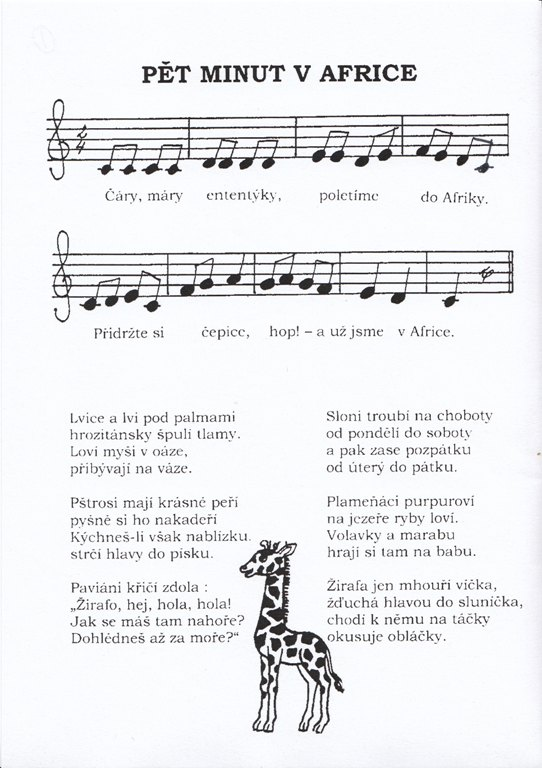 PĚT MINUT V AFRICE
2
4
Čáry, máry ententýky, poletíme do Afriky.
Přidržte si čepice, hop! – a už jsme v Africe.
Lvice a lvi pod palmami
hrozitánsky špulí tlamy.
Loví myši v oáze,
přibývají na váze.
Pštrosi mají krásné peří
pyšně si ho nakadeří
Kýchneš-li však nablízku.
strčí hlavy do písku.
Paviáni křičí zdola :
„Žirafo, hej, hola, hola!
Jak se máš tam nahoře?
Dohlédneš až za moře?“
Sloni troubí na choboty
od pondělí do soboty
a pak zase pozpátku
od úterý do pátku.
Plameňáci purpuroví
na jezeře ryby loví.
Volavky a marabu
hrají si tam na babu.
Žirafa jen mhouří víčka,
žďuchá hlavou do sluníčka,
chodí k němu na táčky
okusuje obláčky.